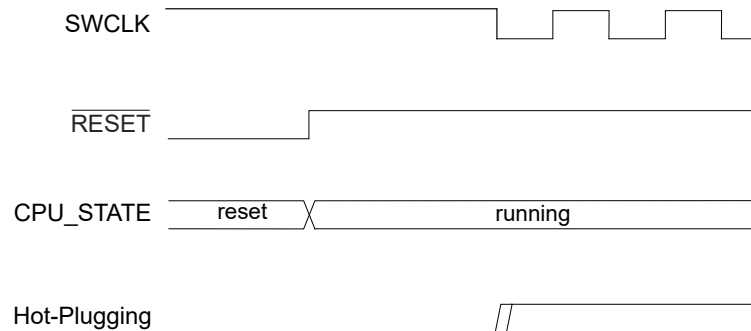 SWCLK
RESET
CPU_STATE reset running
Hot-Plugging